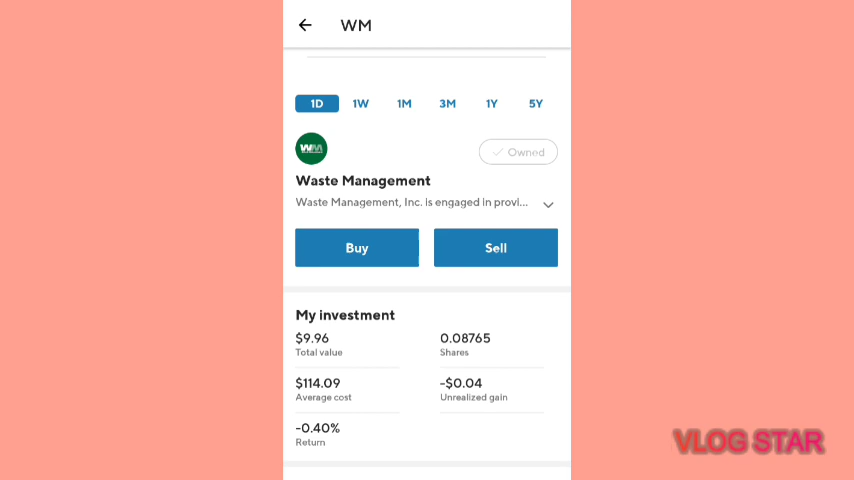 WM
1D 1W 1M 3M 1Y 5Y
WM
Owned
Waste Management
Waste Management, Inc. is engaged in provi...
Buy Sell
My investment
$9.96 0.08765
Total value Shares
$114.09 -$0.04
Average cost Unrealized gain
-0.40%
Return
VLOG STAR